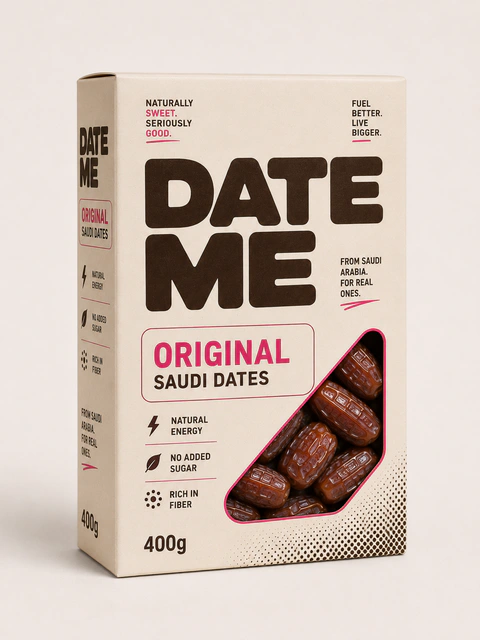 NATURALLY
SWEET.
SERIOUSLY
GOOD.
FUEL
BETTER.
LIVE
BIGGER.
DATE
ME
FROM SAUDI
ARABIA.
FOR REAL
ONES.
ORIGINAL
SAUDI DATES
NATURAL
ENERGY
NO ADDED
SUGAR
RICH IN
FIBER
400g
DATE
ME
ORIGINAL
SAUDI DATES
NATURAL
ENERGY
NO ADDED
SUGAR
RICH IN
FIBER
FROM SAUDI
ARABIA.
FOR REAL
ONES.
400g